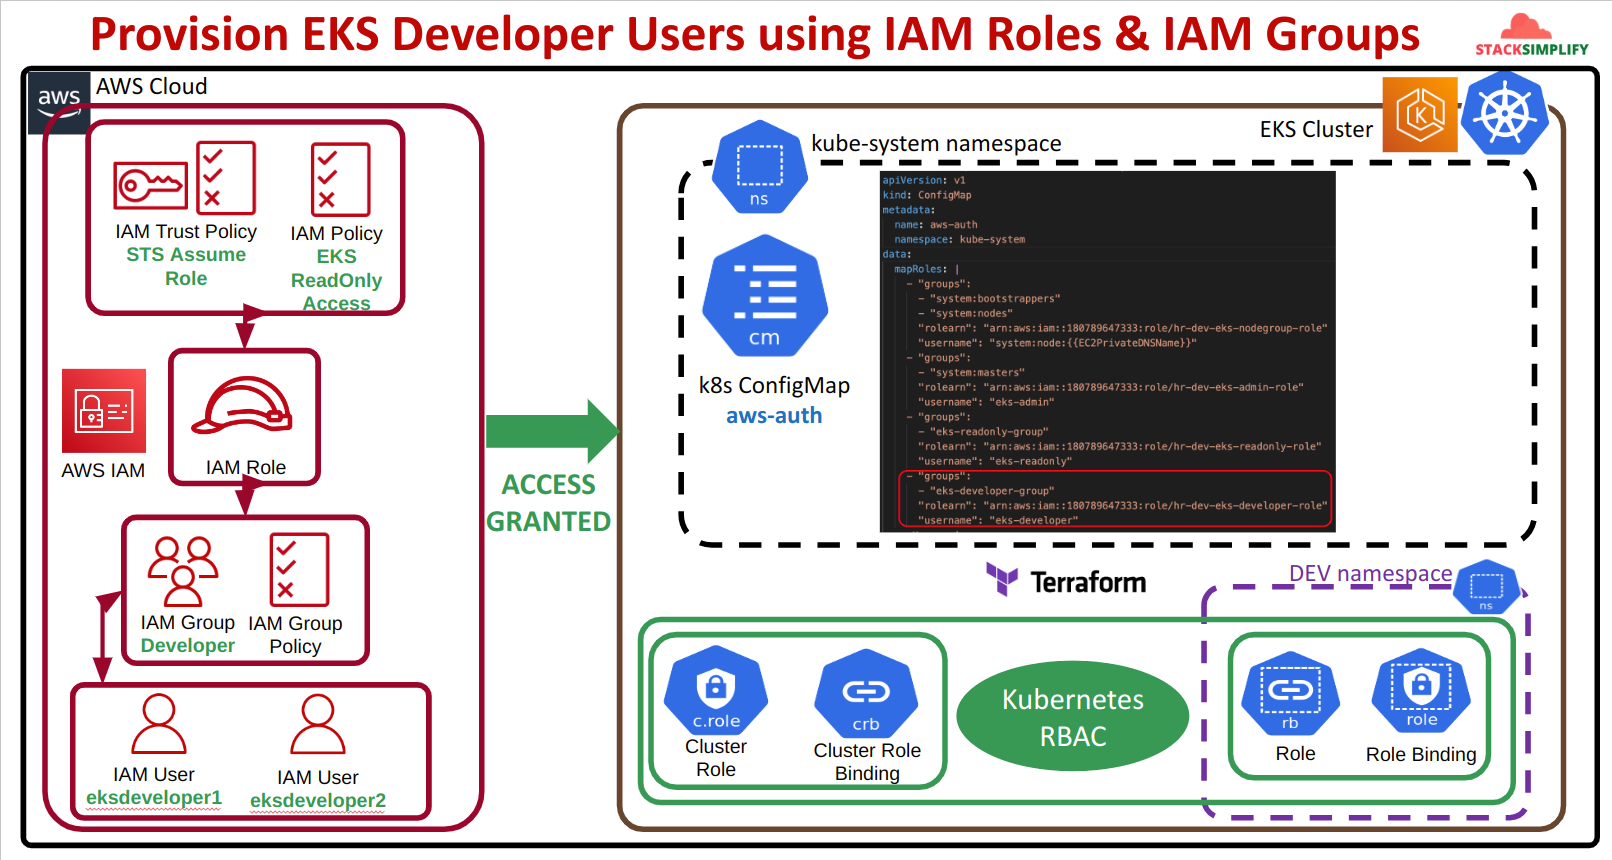 Provision EKS Developer Users using IAM Roles & IAM Groups
STACKSIMPLIFY
aws
AWS Cloud
IAM Trust Policy
STS Assume
Role
IAM Policy
EKS
ReadOnly
Access
AWS IAM
IAM Role
IAM Group
Developer
IAM Group
Policy
IAM User
eksdeveloper1
IAM User
eksdeveloper2
ACCESS
GRANTED
EKS Cluster
K
kube-system namespace
ns
cm
k8s ConfigMap
aws-auth
apiVersion: v1
kind: ConfigMap
metadata:
name: aws-auth
namespace: kube-system
data:
mapRoles: |
- "groups":
- "system:bootstrappers"
- "system:nodes"
"rolearn": "arn:aws:iam::180789647333:role/hr-dev-eks-nodegroup-role"
"username": "system:node:{{EC2PrivateDNSName}}"
- "groups":
- "system:masters"
"rolearn": "arn:aws:iam::180789647333:role/hr-dev-eks-admin-role"
"username": "eks-admin"
- "groups":
- "eks-readonly-group"
"rolearn": "arn:aws:iam::180789647333:role/hr-dev-eks-readonly-role"
"username": "eks-readonly"
- "groups":
- "eks-developer-group"
"rolearn": "arn:aws:iam::180789647333:role/hr-dev-eks-developer-role"
"username": "eks-developer"
Terraform
DEV namespace
ns
c.role
Cluster
Role
crb
Cluster Role
Binding
Kubernetes
RBAC
rb
Role
role
Role Binding